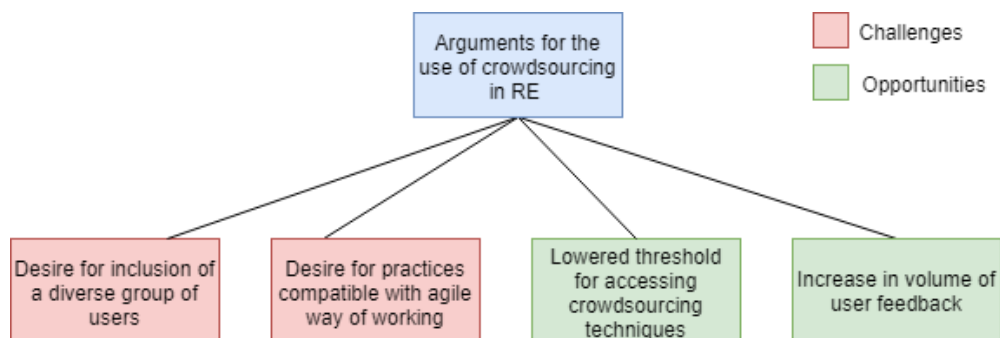 Arguments for the
use of crowdsourcing
in RE
Challenges
Opportunities
Desire for inclusion of
a diverse group of
users
Desire for practices
compatible with agile
way of working
Lowered threshold
for accessing
crowdsourcing
techniques
Increase in volume of
user feedback